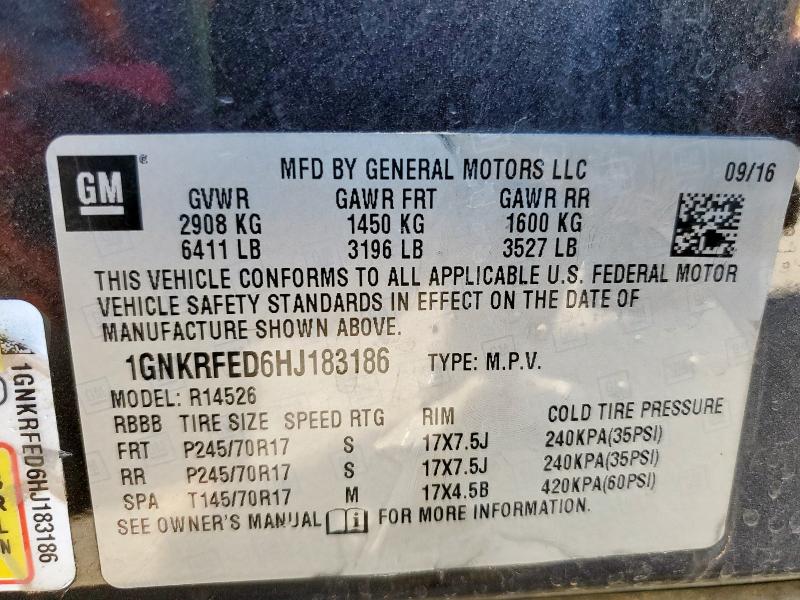 GM
MFD BY GENERAL MOTORS LLC 09/16
GVWR GAWR FRT GAWR RR
2908 KG 1450 KG 1600 KG
6411 LB 3196 LB 3527 LB
THIS VEHICLE CONFORMS TO ALL APPLICABLE U.S. FEDERAL MOTOR
VEHICLE SAFETY STANDARDS IN EFFECT ON THE DATE OF
MANUFACTURE SHOWN ABOVE.
1GNKRFED6HJ183186 TYPE: M.P.V.
MODEL: R14526
RBBB TIRE SIZE SPEED RTG RIM COLD TIRE PRESSURE
FRT P245/70R17 S 17X7.5J 240KPA(35PSI)
RR P245/70R17 S 17X7.5J 240KPA(35PSI)
SPA T145/70R17 M 17X4.5B 420KPA(60PSI)
SEE OWNER'S MANUAL i FOR MORE INFORMATION.
1GNKRFED6HJ183186